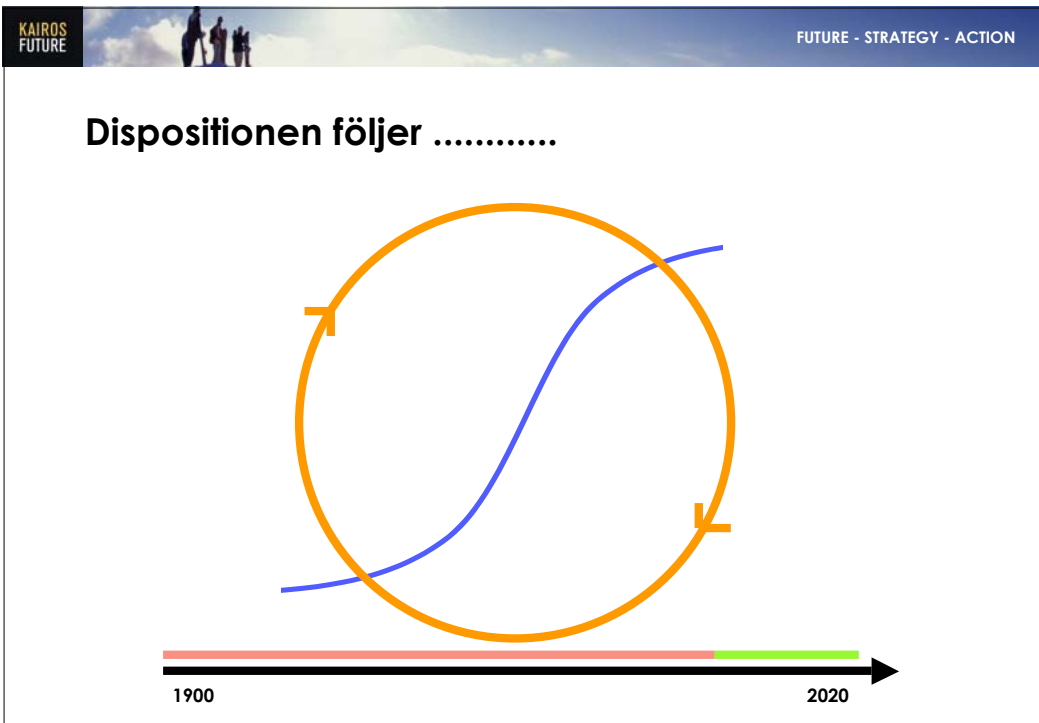 KAIROS
FUTURE
FUTURE - STRATEGY - ACTION
Dispositionen följer ............
1900
2020